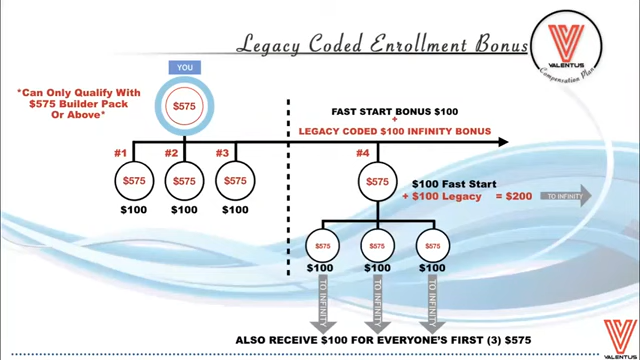 Legacy Coded Enrollment Bonus
VALENTUS
Compensation Plan
YOU
*Can Only Qualify With
$575 Builder Pack
Or Above*
$575
FAST START BONUS $100
+
LEGACY CODED $100 INFINITY BONUS
#1
#2
#3
#4
$575
$575
$575
$575
$100
$100
$100
$100 Fast Start
+ $100 Legacy = $200
TO INFINITY
$575
$575
$575
$100
$100
$100
TO INFINITY
TO INFINITY
TO INFINITY
ALSO RECEIVE $100 FOR EVERYONE'S FIRST (3) $575
VALENTUS